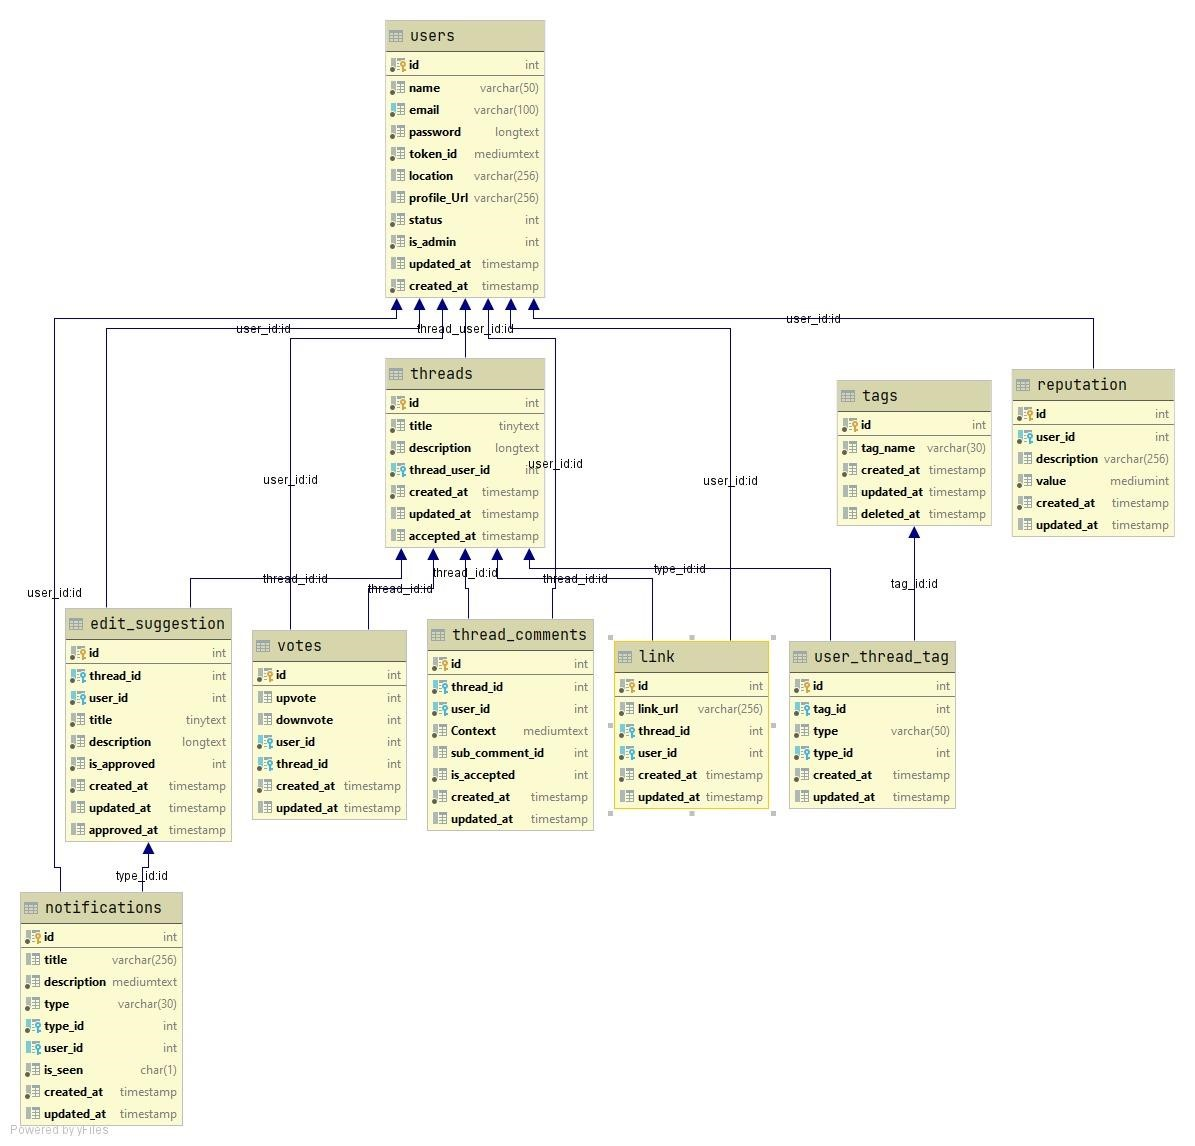 users
id int
name varchar(50)
email varchar(100)
password longtext
token_id mediumtext
location varchar(256)
profile_Url varchar(256)
status int
is_admin int
updated_at timestamp
created_at timestamp
user_id:id
thread_user_id:id
user_id:id
threads
id int
title tinytext
description longtext
thread_user_id int
created_at timestamp
updated_at timestamp
accepted_at timestamp
user_id:id
user_id:id
user_id:id
tags
id int
tag_name varchar(30)
created_at timestamp
updated_at timestamp
deleted_at timestamp
reputation
id int
user_id int
description varchar(256)
value mediumint
created_at timestamp
updated_at timestamp
user_id:id
thread_id:id
thread_id:id
thread_id:id
thread_id:id
type_id:id
tag_id:id
edit_suggestion
id int
thread_id int
user_id int
title tinytext
description longtext
is_approved int
created_at timestamp
updated_at timestamp
approved_at timestamp
votes
id int
upvote int
downvote int
user_id int
thread_id int
created_at timestamp
updated_at timestamp
thread_comments
id int
thread_id int
user_id int
Context mediumtext
sub_comment_id int
is_accepted int
created_at timestamp
updated_at timestamp
link
id int
link_url varchar(256)
thread_id int
user_id int
created_at timestamp
updated_at timestamp
user_thread_tag
id int
tag_id int
type varchar(50)
type_id int
created_at timestamp
updated_at timestamp
type_id:id
notifications
id int
title varchar(256)
description mediumtext
type varchar(30)
type_id int
user_id int
is_seen char(1)
created_at timestamp
updated_at timestamp
Powered by yFiles